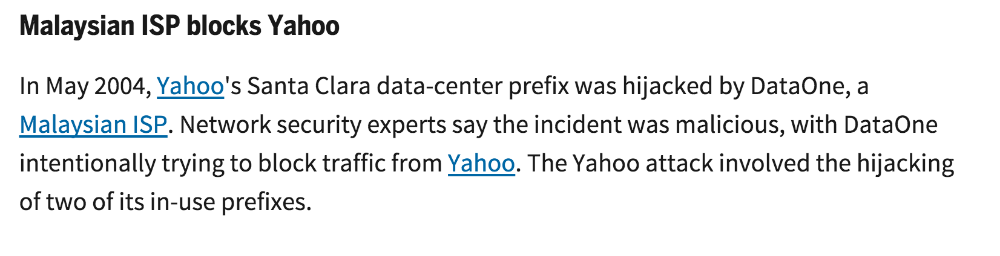 Malaysian ISP blocks Yahoo
In May 2004, Yahoo's Santa Clara data-center prefix was hijacked by DataOne, a
Malaysian ISP. Network security experts say the incident was malicious, with DataOne
intentionally trying to block traffic from Yahoo. The Yahoo attack involved the hijacking
of two of its in-use prefixes.